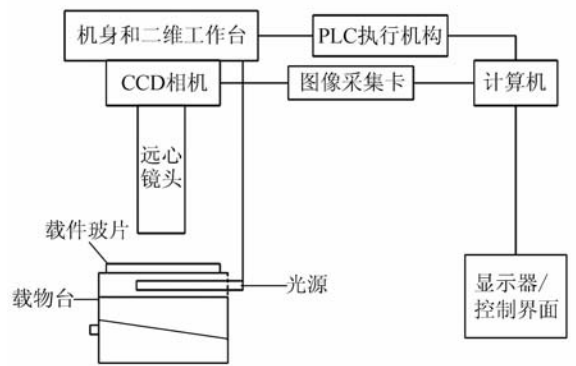 机身和二维工作台
PLC执行机构
CCD相机
图像采集卡
计算机
远心
镜头
载件玻片
载物台
光源
显示器/
控制界面